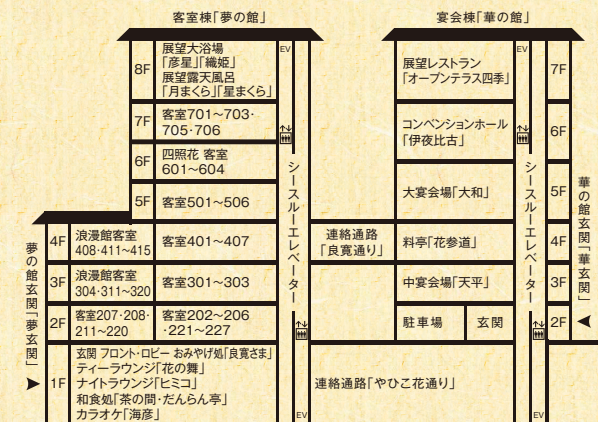 客室棟「夢の館」
EV
8F
展望大浴場
「彦星」「織姫」
展望露天風呂
「月まくら」「星まくら」
7F
客室701～703・
705・706
6F
四照花 客室
601～604
5F
客室501～506
4F
浪漫館客室
408・411～415
客室401～407
3F
浪漫館客室
304・311～320
客室301～303
2F
客室207・208・
211～220
客室202～206
・221～227
1F
玄関 フロント・ロビー おみやげ処「良寛さま」
ティーラウンジ「花の舞」
ナイトラウンジ「ヒミコ」
和食処「茶の間・だんらん亭」
カラオケ「海彦」
夢の館玄関「夢玄関」
シースルーエレベーター
EV
連絡通路
「良寛通り」
連絡通路「やひこ花通り」
宴会棟「華の館」
EV
展望レストラン
「オープンテラス四季」
7F
コンベンションホール
「伊夜比古」
6F
大宴会場「大和」
5F
料亭「花参道」
4F
中宴会場「天平」
3F
駐車場
玄関
2F
シースルーエレベーター
EV
華の館玄関「華玄関」